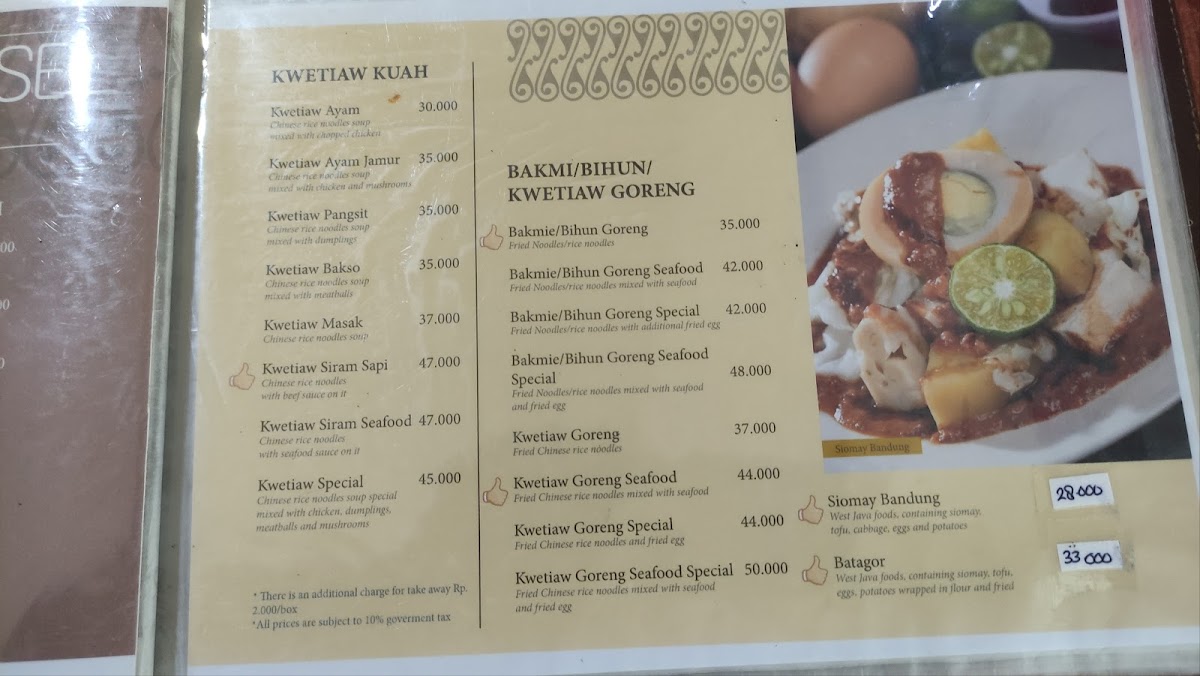 SE
KWETIAW KUAH
Kwetiaw Ayam 30.000
Chinese rice noodles soup
mixed with chopped chicken
Kwetiaw Ayam Jamur 35.000
Chinese rice noodles soup
mixed with chicken and mushrooms
Kwetiaw Pangsit 35.000
Chinese rice noodles soup
mixed with dumplings
Kwetiaw Bakso 35.000
Chinese rice noodles soup
mixed with meatballs
Kwetiaw Masak 37.000
Chinese rice noodles soup
Kwetiaw Siram Sapi 47.000
Chinese rice noodles
with beef sauce on it
Kwetiaw Siram Seafood 47.000
Chinese rice noodles
with seafood sauce on it
Kwetiaw Special 45.000
Chinese rice noodles soup special
mixed with chicken, dumplings,
meatballs and mushrooms
* There is an additional charge for take away Rp.
2.000/box
*All prices are subject to 10% goverment tax
BAKMI/BIHUN/
KWETIAW GORENG
Bakmie/Bihun Goreng 35.000
Fried Noodles/rice noodles
Bakmie/Bihun Goreng Seafood 42.000
Fried Noodles/rice noodles mixed with seafood
Bakmie/Bihun Goreng Special 42.000
Fried Noodles/rice noodles with additional fried egg
Bakmie/Bihun Goreng Seafood
Special 48.000
Fried Noodles/rice noodles mixed with seafood
and fried egg
Kwetiaw Goreng 37.000
Fried Chinese rice noodles
Kwetiaw Goreng Seafood 44.000
Fried Chinese rice noodles mixed with seafood
Kwetiaw Goreng Special 44.000
Fried Chinese rice noodles and fried egg
Kwetiaw Goreng Seafood Special 50.000
Fried Chinese rice noodles mixed with seafood
and fried egg
Siomay Bandung
Siomay Bandung 28.000
West Java foods, containing siomay,
tofu, cabbage, eggs and potatoes
Batagor 33.000
West Java foods, containing siomay, tofu,
eggs, potatoes wrapped in flour and fried